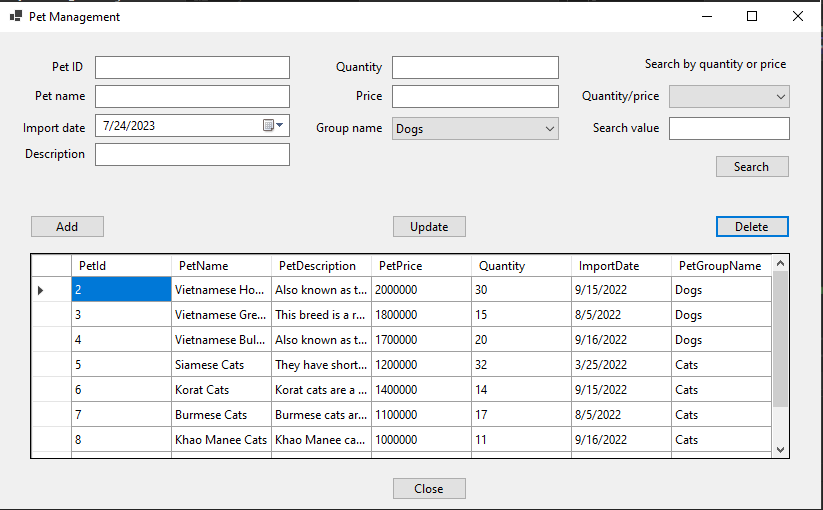 Pet Management
Pet ID Quantity Search by quantity or price
Pet name Price Quantity/price
Import date 7/24/2023 Group name Dogs Search value
Description
Search
Add Update Delete
PetId PetName PetDescription PetPrice Quantity ImportDate PetGroupName
2 Vietnamese Ho... Also known as t... 2000000 30 9/15/2022 Dogs
3 Vietnamese Gre... This breed is a r... 1800000 15 8/5/2022 Dogs
4 Vietnamese Bul... 1700000 20 9/16/2022 Dogs
5 Siamese Cats They have short... 1200000 32 3/25/2022 Cats
6 Korat Cats Korat cats are a ... 1400000 14 9/15/2022 Cats
7 Burmese Cats Burmese cats ar... 1100000 17 8/5/2022 Cats
8 Khao Manee Cats Khao Manee ca... 1000000 11 9/16/2022 Cats
Close